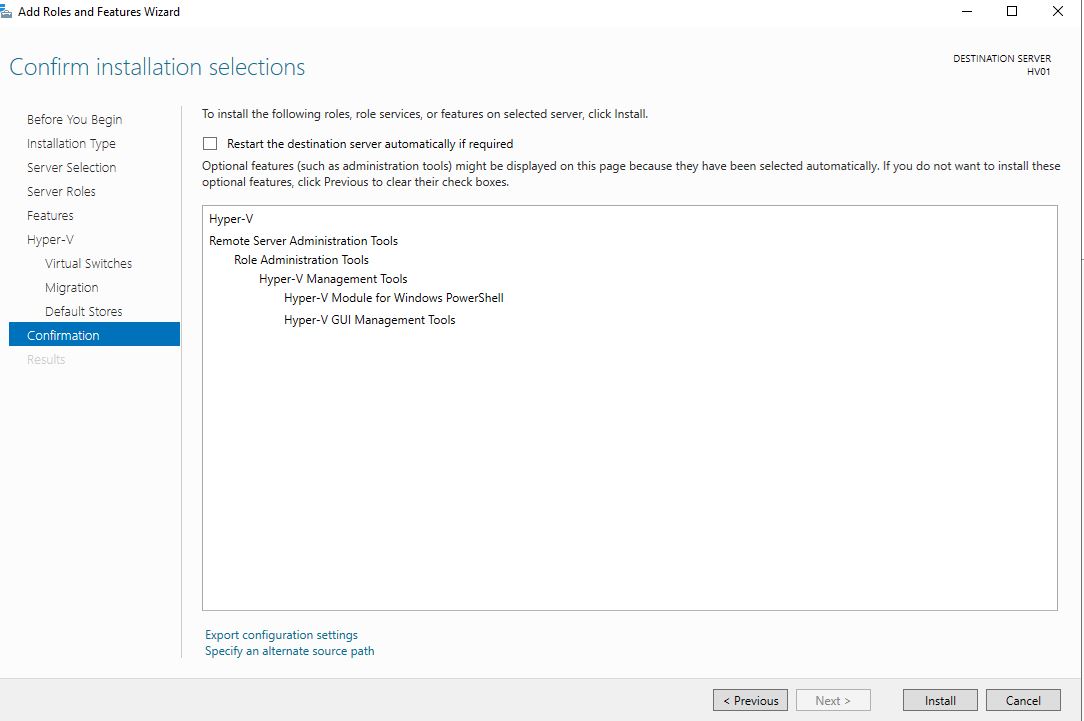 Add Roles and Features Wizard
Confirm installation selections
DESTINATION SERVER
HV01
Before You Begin
Installation Type
Server Selection
Server Roles
Features
Hyper-V
Virtual Switches
Migration
Default Stores
Confirmation
Results
To install the following roles, role services, or features on selected server, click Install.
Restart the destination server automatically if required
Optional features (such as administration tools) might be displayed on this page because they have been selected automatically. If you do not want to install these
optional features, click Previous to clear their check boxes.
Hyper-V
Remote Server Administration Tools
Role Administration Tools
Hyper-V Management Tools
Hyper-V Module for Windows PowerShell
Hyper-V GUI Management Tools
Export configuration settings
Specify an alternate source path
< Previous
Next >
Install
Cancel